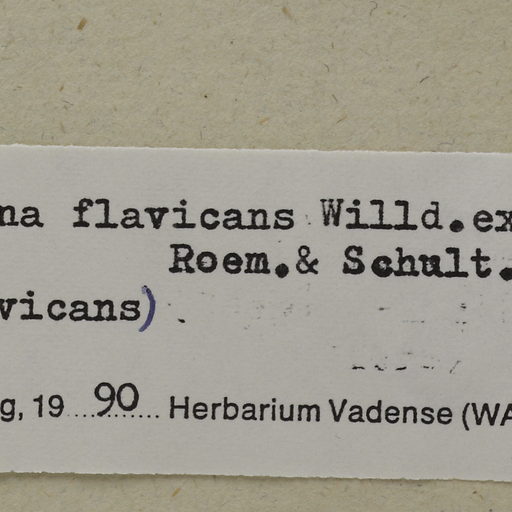 na flavicans Willd.ex
Roem.& Schult.
vicans)
g, 19 90 Herbarium Vadense (WA